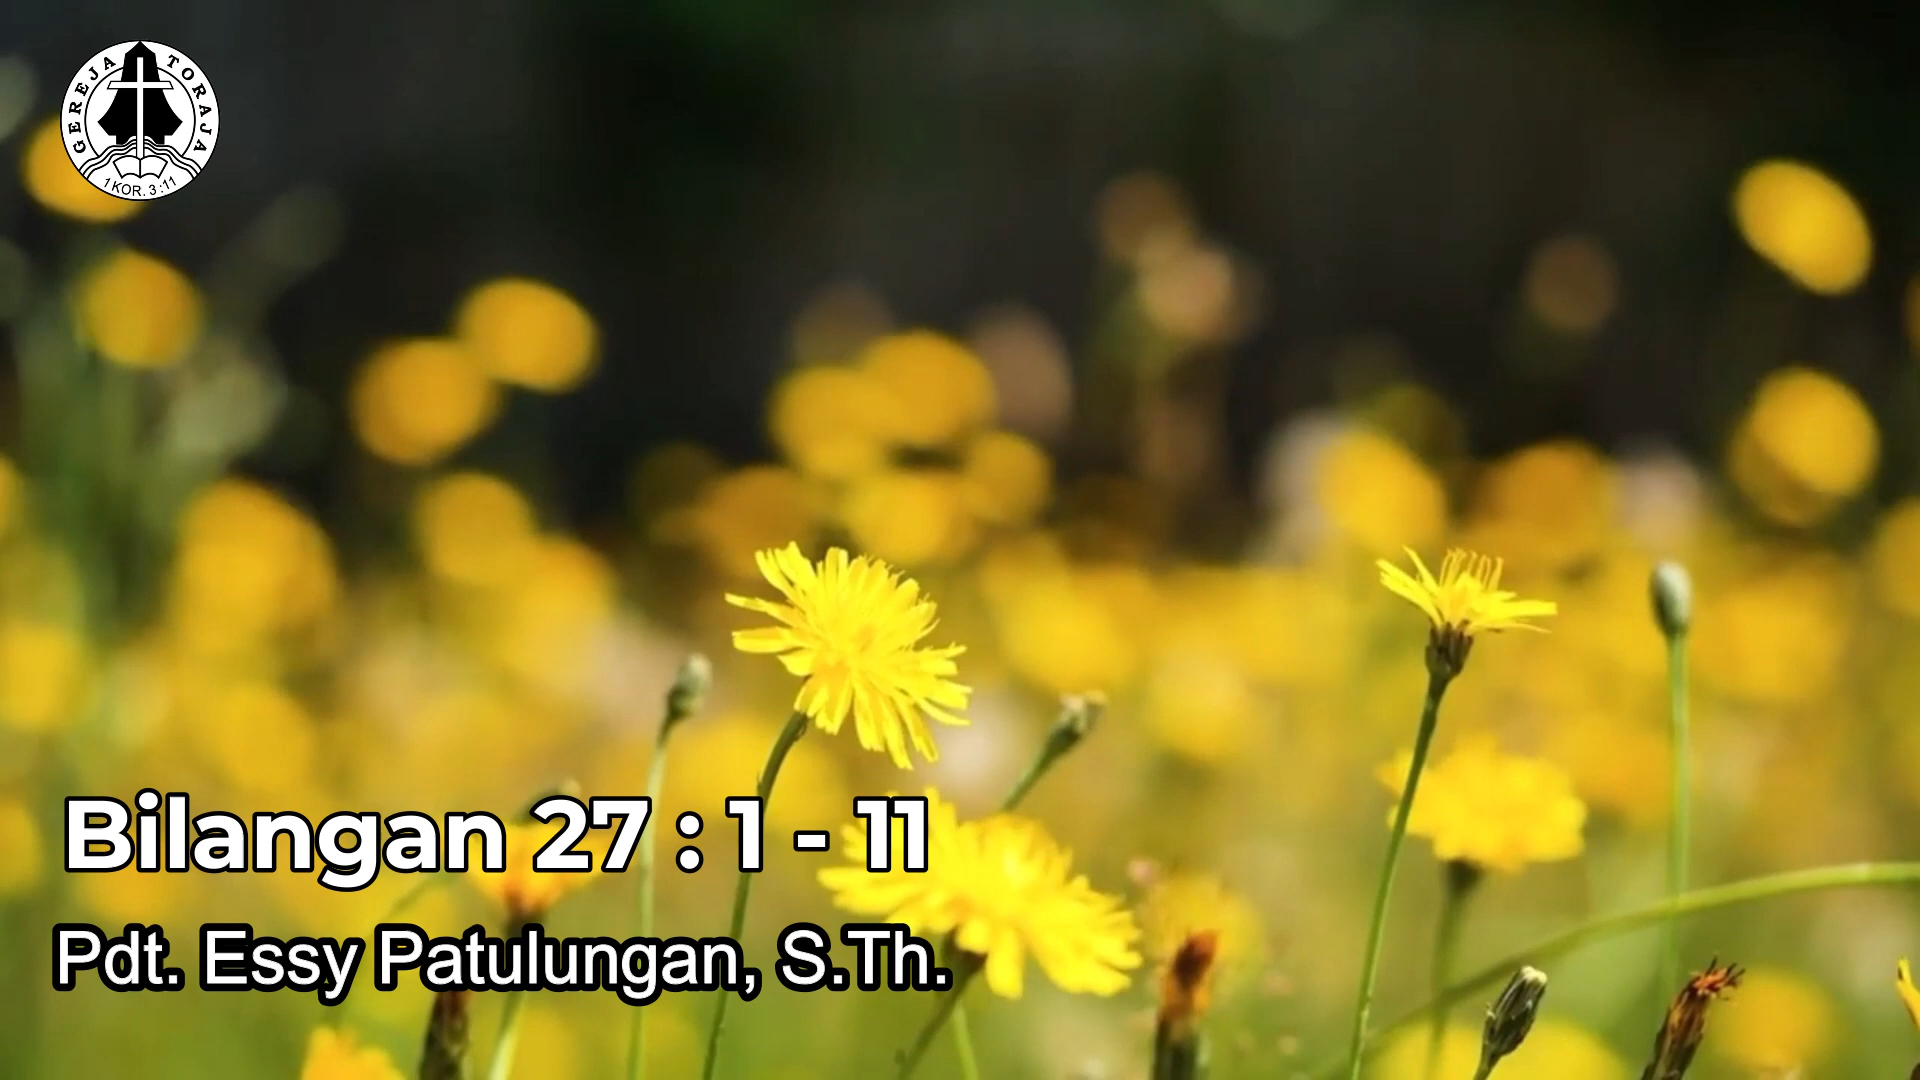 GEREJA TORAJA
1 KOR. 3 : 11
Bilangan 27 : 1 - 11
Pdt. Essy Patulungan, S.Th.